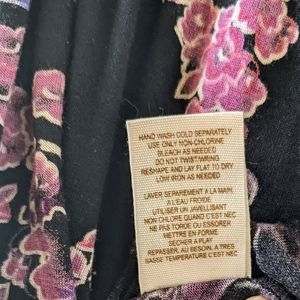 HAND WASH COLD SEPARATELY
USE ONLY NON-CHLORINE
BLEACH AS NEEDED
DO NOT TWIST/WRING
RESHAPE AND LAY FLAT TO DRY
LOW IRON AS NEEDED
LAVER SEPAREMENT A LA MAIN,
A L'EAU FROIDE
UTILISER UN JAVELLISANT
NON CHLORE QUAND C'EST NEC
NE PAS TORDO OU ESSORER
METTRE EN FORME
SECHER A PLAY
REPASSER, AU BESOIN, A TRES
BASSE TEMPERATURE C'EST NEC